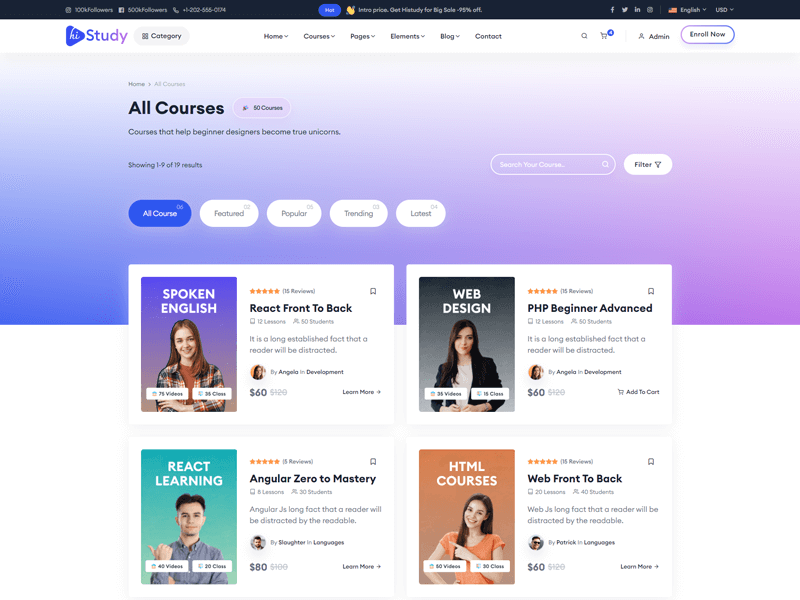 100kFollowers 500kFollowers +1-202-555-0174 Hot Intro price. Get Histudy for Big Sale -95% off. English USD
hi Study Category Home Courses Pages Elements Blog Contact 4 Admin Enroll Now
Home > All Courses
All Courses 50 Courses
Courses that help beginner designers become true unicorns.
Showing 1-9 of 19 results Search Your Course.. Filter
All Course 06 Featured 02 Popular 05 Trending 03 Latest 04
SPOKEN
ENGLISH
75 Videos 35 Class
(15 Reviews)
React Front To Back
12 Lessons 50 Students
It is a long established fact that a
reader will be distracted.
By Angela In Development
$60 $120 Learn More →
WEB
DESIGN
35 Videos 15 Class
(15 Reviews)
PHP Beginner Advanced
12 Lessons 50 Students
It is a long established fact that a
reader will be distracted.
By Angela In Development
$60 $120 Add To Cart
REACT
LEARNING
40 Videos 20 Class
(5 Reviews)
Angular Zero to Mastery
8 Lessons 30 Students
Angular Js long fact that a reader will
be distracted by the readable.
By Slaughter In Languages
$80 $100 Learn More →
HTML
COURSES
50 Videos 30 Class
(15 Reviews)
Web Front To Back
20 Lessons 40 Students
Web Js long fact that a reader will be
distracted by the readable.
By Patrick In Languages
$60 $120 Learn More →